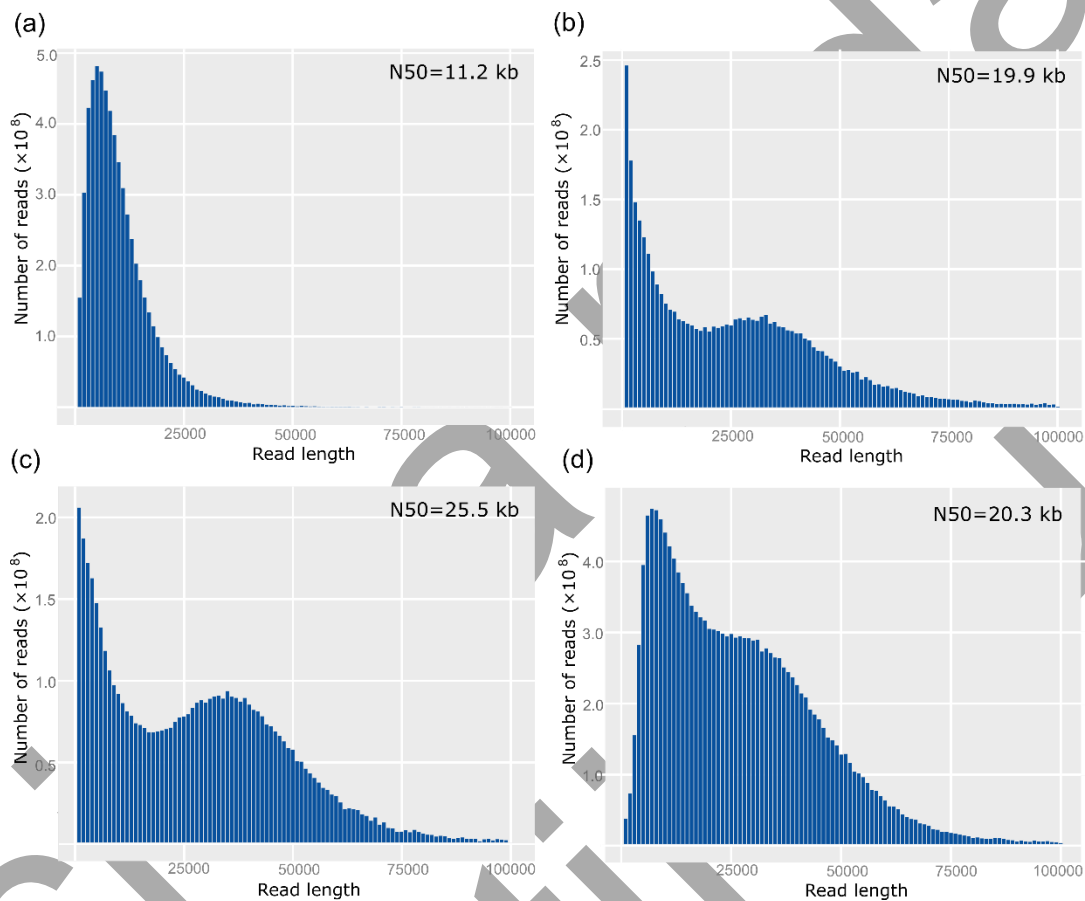 (a)
N50=11.2 kb
Number of reads (×10⁸)
5.0
4.0
3.0
2.0
1.0
25000 50000 75000 100000
Read length
(b)
N50=19.9 kb
Number of reads (×10⁸)
2.5
2.0
1.5
1.0
0.5
25000 50000 75000 100000
Read length
(c)
N50=25.5 kb
Number of reads (×10⁸)
2.0
1.5
1.0
0.5
25000 50000 75000 100000
Read length
(d)
N50=20.3 kb
Number of reads (×10⁸)
4.0
3.0
2.0
1.0
25000 50000 75000 100000
Read length